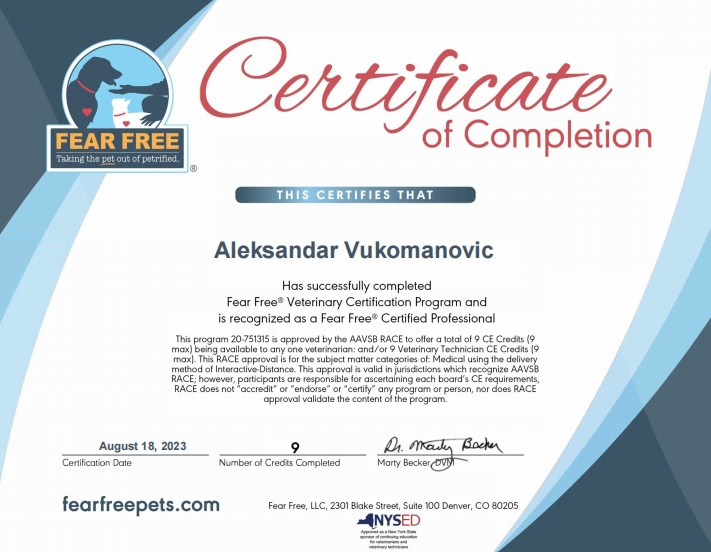 Certificate
of Completion
FEAR FREE
Taking the pet out of petrified.
®
THIS CERTIFIES THAT
Aleksandar Vukomanovic
Has successfully completed
Fear Free® Veterinary Certification Program and
is recognized as a Fear Free® Certified Professional
This program 20-751315 is approved by the AAVSB RACE to offer a total of 9 CE Credits (9
max) being available to any one veterinarian: and/or 9 Veterinary Technician CE Credits (9
max). This RACE approval is for the subject matter categories of: Medical using the delivery
method of Interactive-Distance. This approval is valid in jurisdictions which recognize AAVSB
RACE; however, participants are responsible for ascertaining each board's CE requirements,
RACE does not "accredit" or "endorse" or "certify" any program or person, nor does RACE
approval validate the content of the program.
August 18, 2023
9
Dr. Marty Becker
Certification Date
Number of Credits Completed
Marty Becker, DVM
fearfreepets.com
Fear Free, LLC, 2301 Blake Street, Suite 100 Denver, CO 80205
NYSED
Approved as a New York State
sponsor of continuing education
for veterinarians and
veterinary technicians